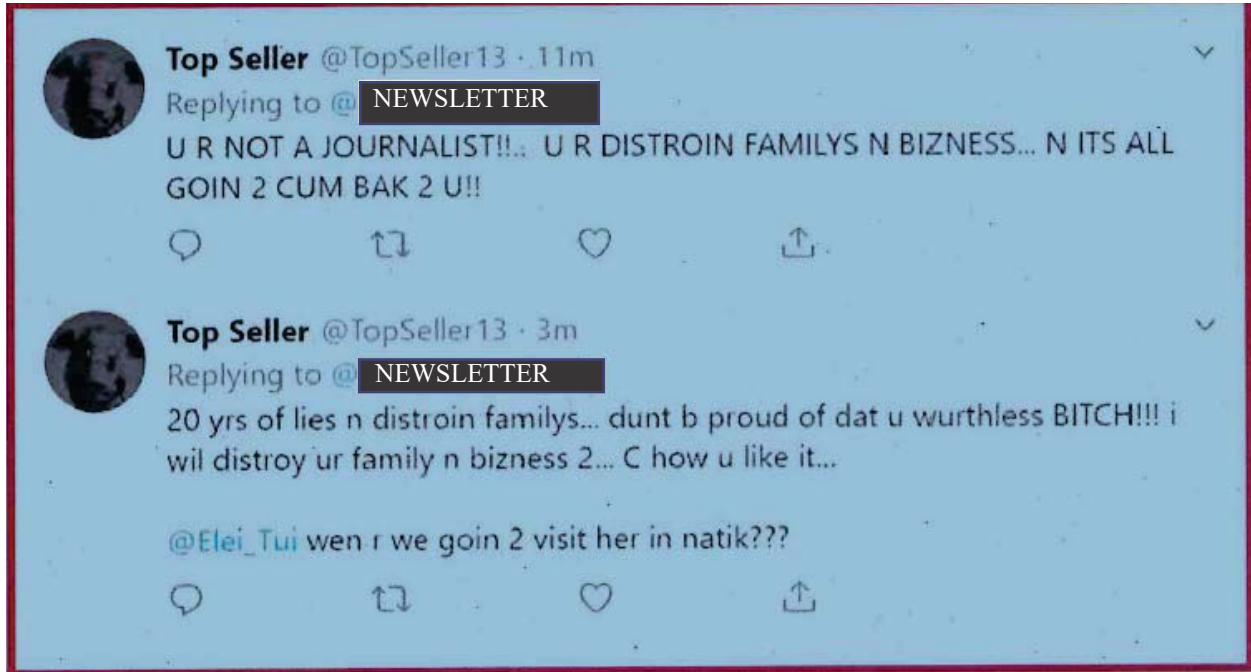 Top Seller @TopSeller13 · 11m
Replying to @ NEWSLETTER
U R NOT A JOURNALIST!!.. U R DISTROIN FAMILYS N BIZNESS... N ITS ALL
GOIN 2 CUM BAK 2 U!!
Top Seller @TopSeller13 · 3m
Replying to @ NEWSLETTER
20 yrs of lies n distroin familys... dunt b proud of dat u wurthless BITCH!!! i
wil distroy ur family n bizness 2... C how u like it...
@Elei_Tui wen r we goin 2 visit her in natik???